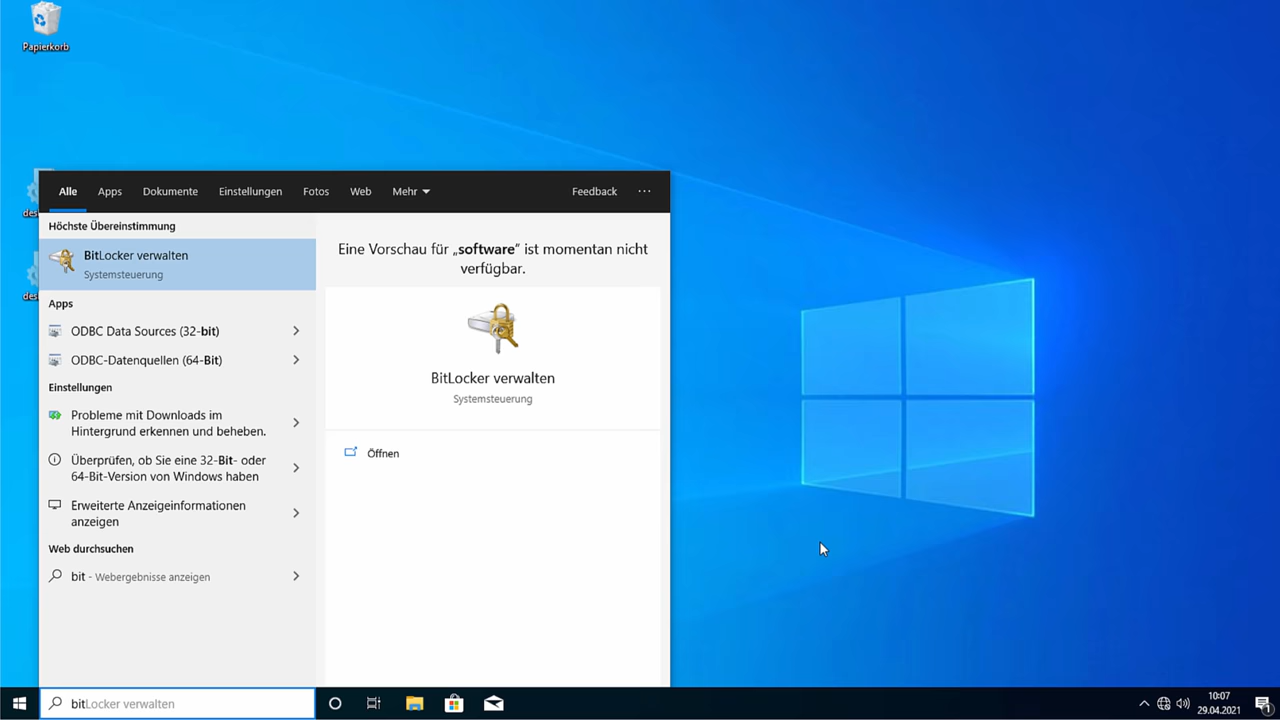 Papierkorb
Alle
Apps
Dokumente
Einstellungen
Fotos
Web
Mehr
Feedback
Höchste Übereinstimmung
BitLocker verwalten
Systemsteuerung
Apps
ODBC Data Sources (32-bit)
ODBC-Datenquellen (64-Bit)
Einstellungen
Probleme mit Downloads im
Hintergrund erkennen und beheben.
Überprüfen, ob Sie eine 32-Bit- oder
64-Bit-Version von Windows haben
Erweiterte Anzeigeinformationen
anzeigen
Web durchsuchen
bit - Webergebnisse anzeigen
Eine Vorschau für „software” ist momentan nicht
verfügbar.
BitLocker verwalten
Systemsteuerung
Öffnen
bitLocker verwalten
10:07
29.04.2021
1